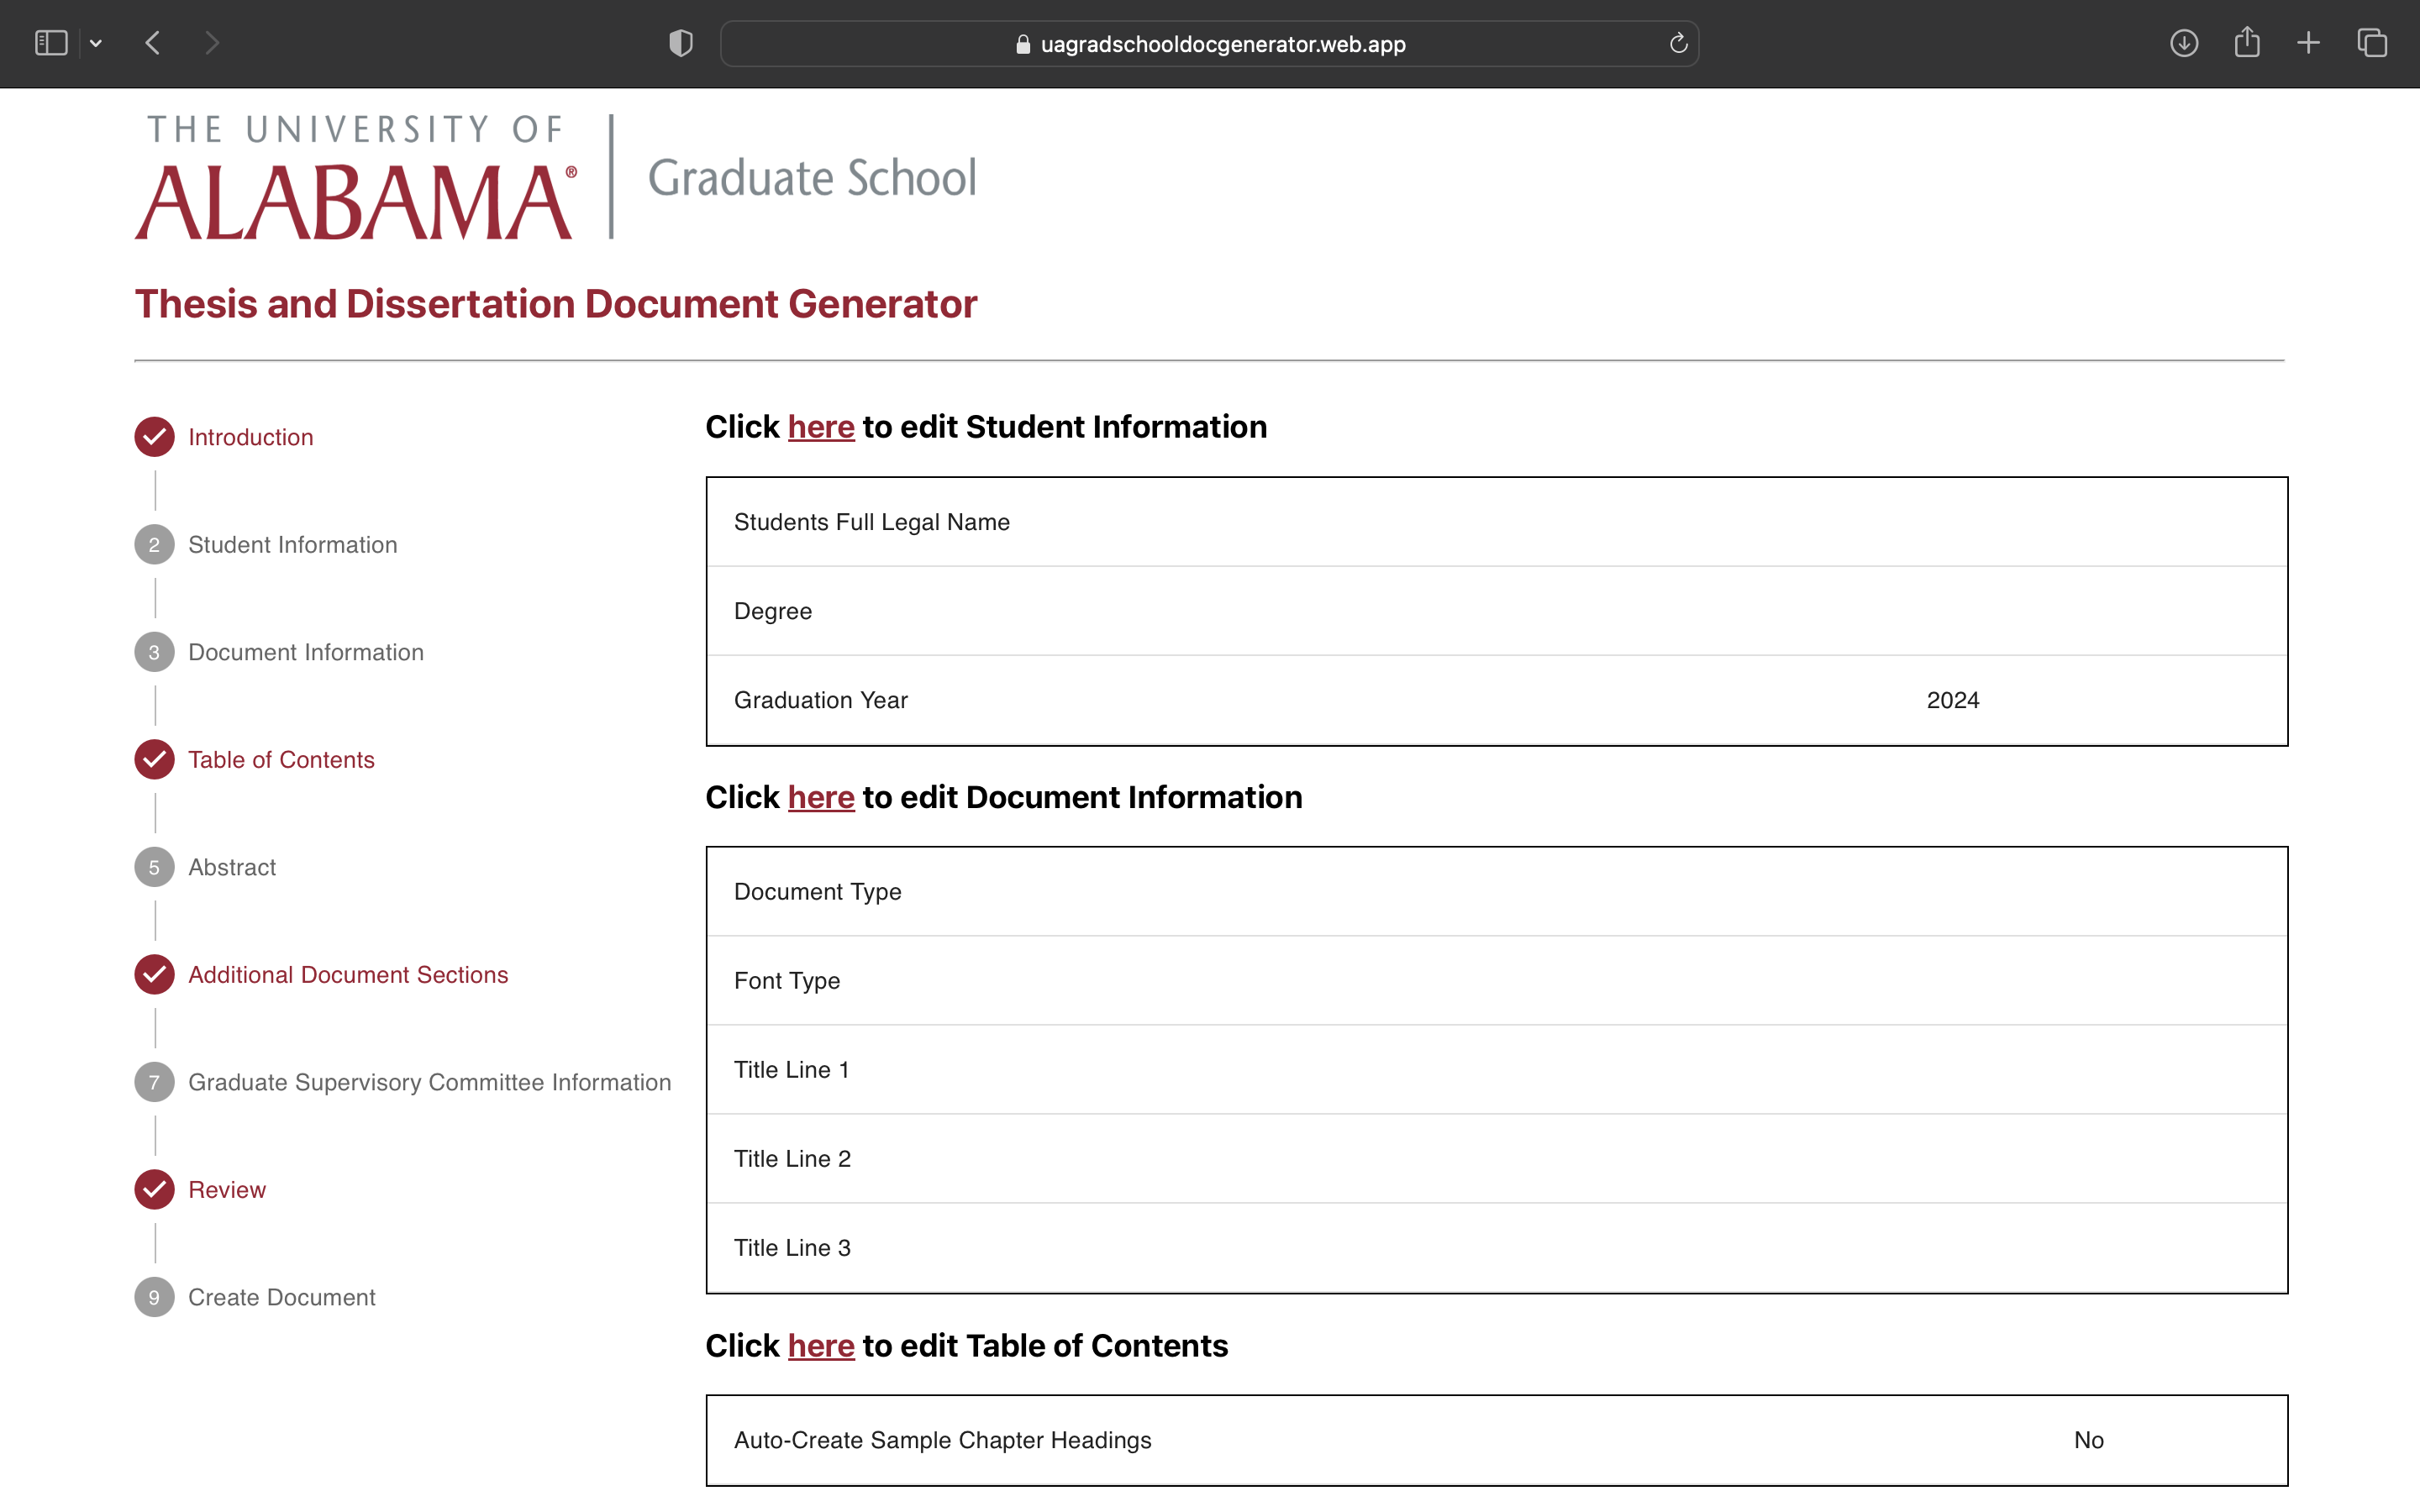 uagradschooldocgenerator.web.app
THE UNIVERSITY OF
ALABAMA®
Graduate School
Thesis and Dissertation Document Generator
Introduction
2 Student Information
3 Document Information
Table of Contents
5 Abstract
Additional Document Sections
7 Graduate Supervisory Committee Information
Review
9 Create Document
Click here to edit Student Information
Students Full Legal Name
Degree
Graduation Year 2024
Click here to edit Document Information
Document Type
Font Type
Title Line 1
Title Line 2
Title Line 3
Click here to edit Table of Contents
Auto-Create Sample Chapter Headings No